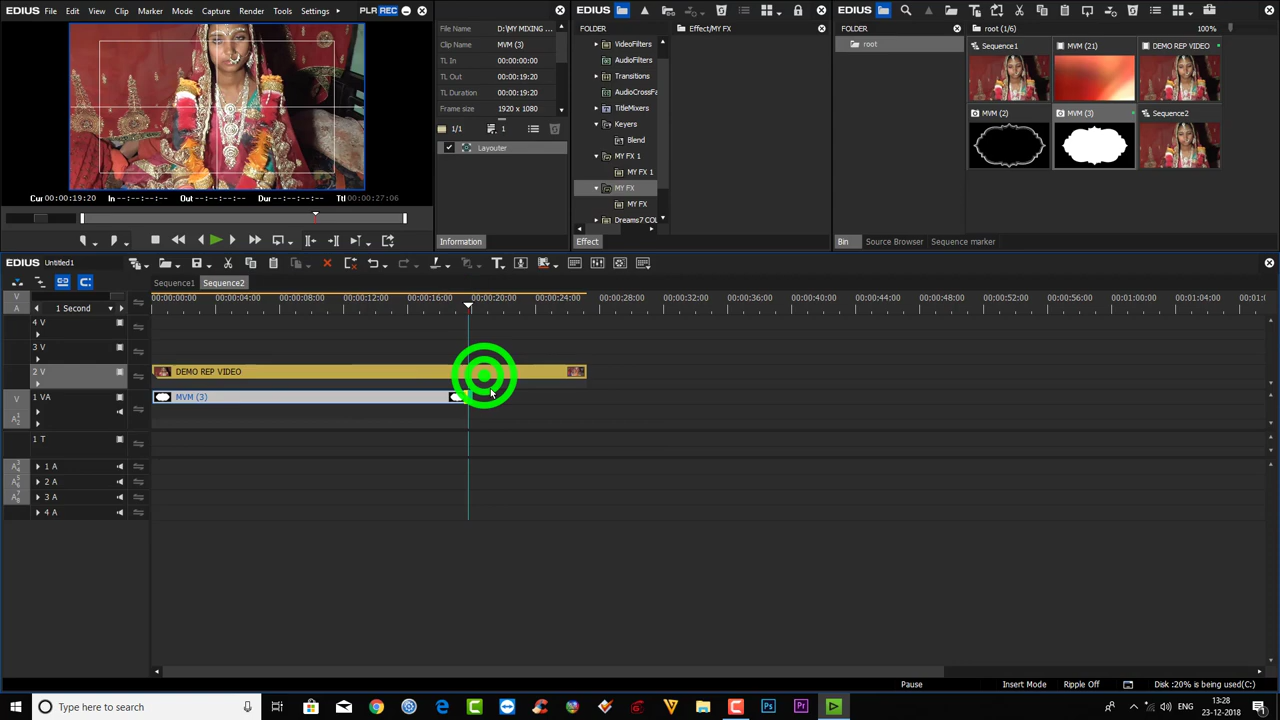 EDIUS File Edit View Clip Marker Mode Capture Render Tools Settings PLR REC
File Name D:\MY MIXING ...
Clip Name MVM (3)
TL In 00:00:00:00
TL Out 00:00:19:20
TL Duration 00:00:19:20
Frame size 1920 x 1080
1/1 1
Layouter
Cur 00:00:19:20 In --:--:--:-- Out --:--:--:-- Dur --:--:--:-- Ttl 00:00:27:06
Information
EDIUS
FOLDER Effect/MY FX
VideoFilters
AudioFilters
Transitions
AudioCrossFa
TitleMixers
Keyers
Blend
MY FX 1
MY FX 1
MY FX
MY FX
Dreams7 COL
Effect
EDIUS root (1/6) 100%
FOLDER
root
Sequence1 MVM (21) DEMO REP VIDEO
MVM (2) MVM (3) Sequence2
Bin Source Browser Sequence marker
EDIUS Untitled1
Sequence1 Sequence2
V
A
1 Second
00:00:00:00 00:00:04:00 00:00:08:00 00:00:12:00 00:00:16:00 00:00:20:00 00:00:24:00 00:00:28:00 00:00:32:00 00:00:36:00 00:00:40:00 00:00:44:00 00:00:48:00 00:00:52:00 00:00:56:00 00:01:00:00 00:01:04:00
4 V
3 V
2 V DEMO REP VIDEO
V 1 VA MVM (3)
1 T
1 A
2 A
3 A
4 A
Pause Insert Mode Ripple Off Disk :20% is being used(C:)
Type here to search
Ps Pr
13:28
23-12-2018